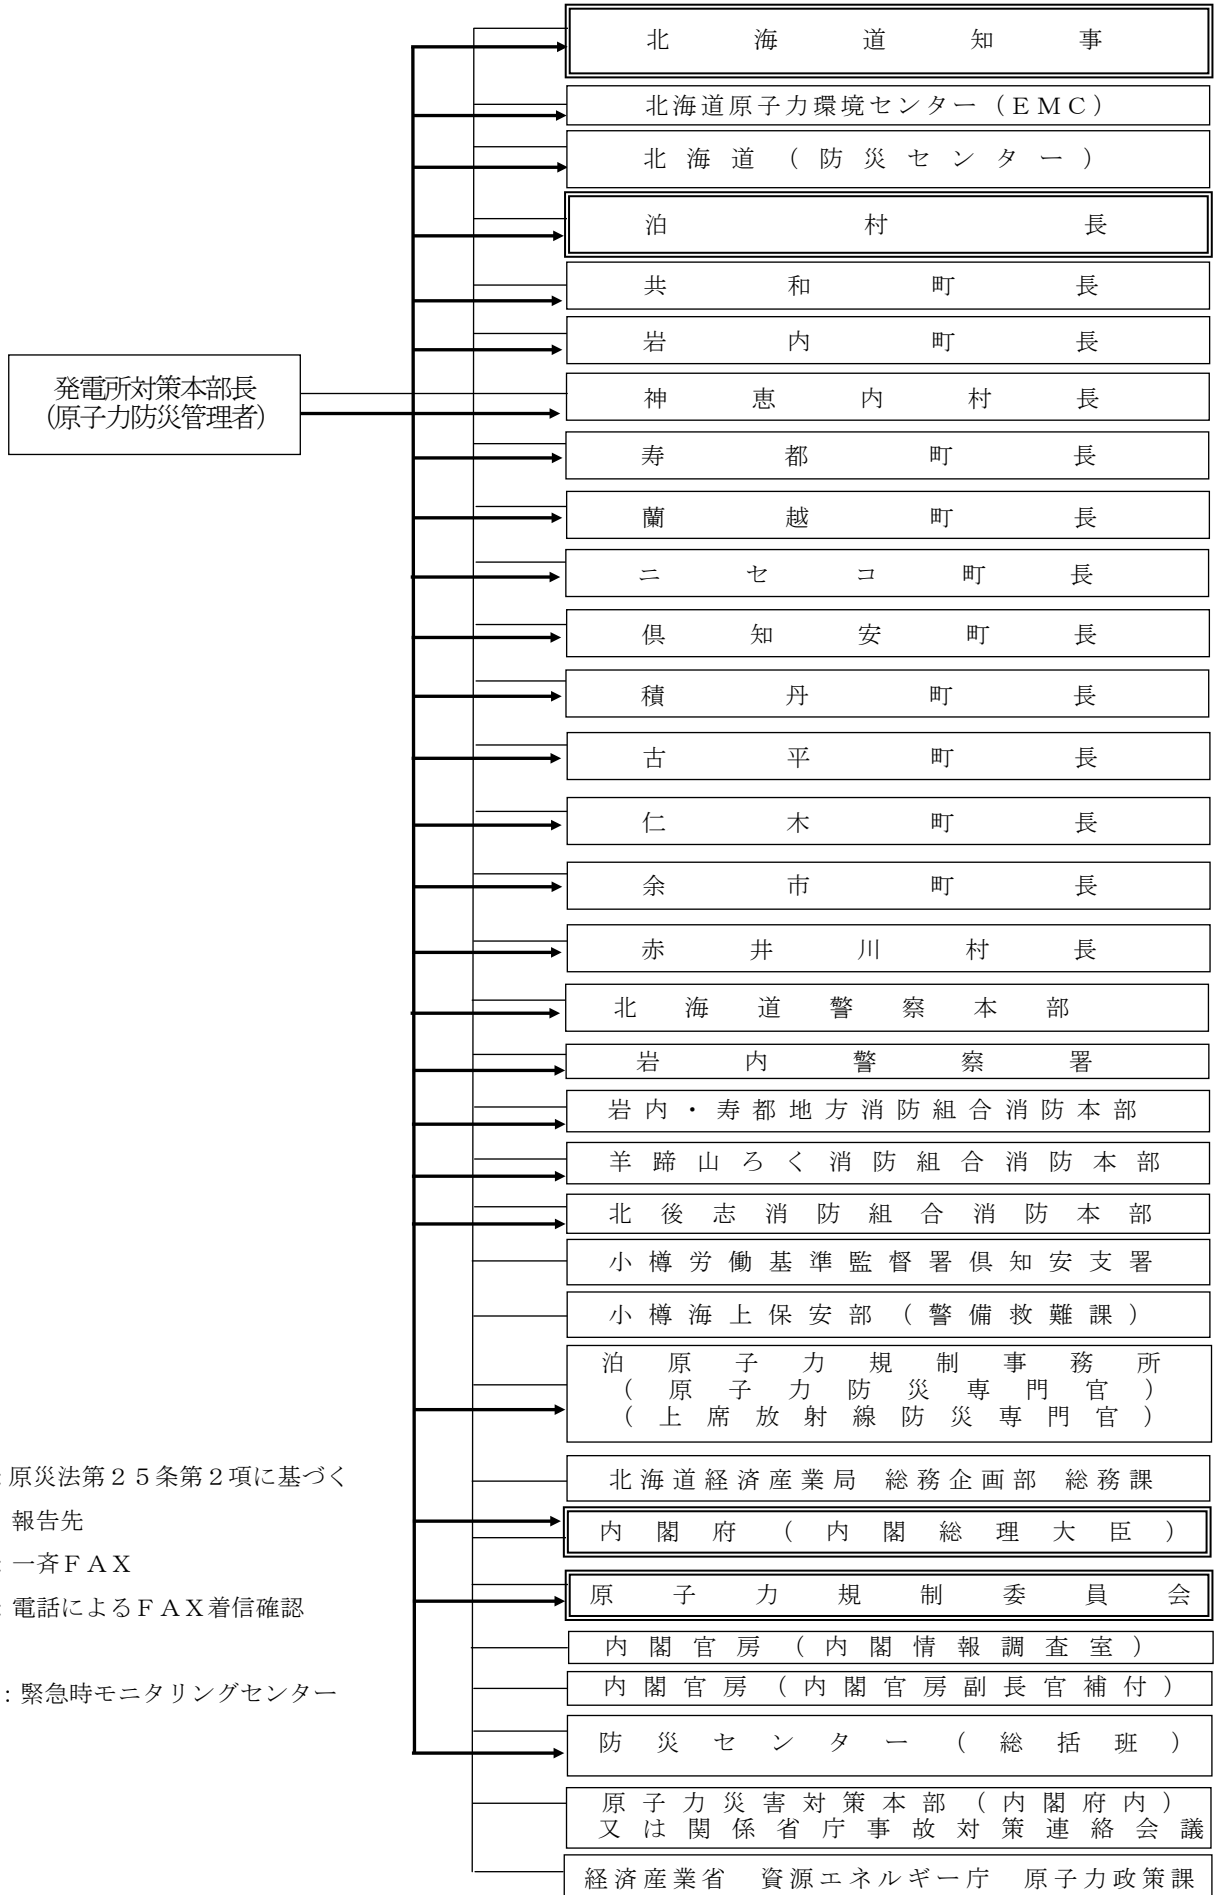 北海道知事
北海道原子力環境センター（ＥＭＣ）
北海道（防災センター）
泊村長
共和町長
岩内町長
発電所対策本部長
(原子力防災管理者)
神恵内村長
寿都町長
蘭越町長
ニセコ町長
倶知安町長
積丹町長
古平町長
仁木町長
余市町長
赤井川村長
北海道警察本部
岩内警察署
岩内・寿都地方消防組合消防本部
羊蹄山ろく消防組合消防本部
北後志消防組合消防本部
小樽労働基準監督署倶知安支署
小樽海上保安部（警備救難課）
泊原子力規制事務所
（原子力防災専門官）
（上席放射線防災専門官）
北海道経済産業局　総務企画部　総務課
内閣府（内閣総理大臣）
原子力規制委員会
内閣官房（内閣情報調査室）
内閣官房（内閣官房副長官補付）
防災センター（総括班）
原子力災害対策本部（内閣府内）
又は関係省庁事故対策連絡会議
経済産業省　資源エネルギー庁　原子力政策課
：原災法第２５条第２項に基づく
報告先
：一斉ＦＡＸ
：電話によるＦＡＸ着信確認
：緊急時モニタリングセンター